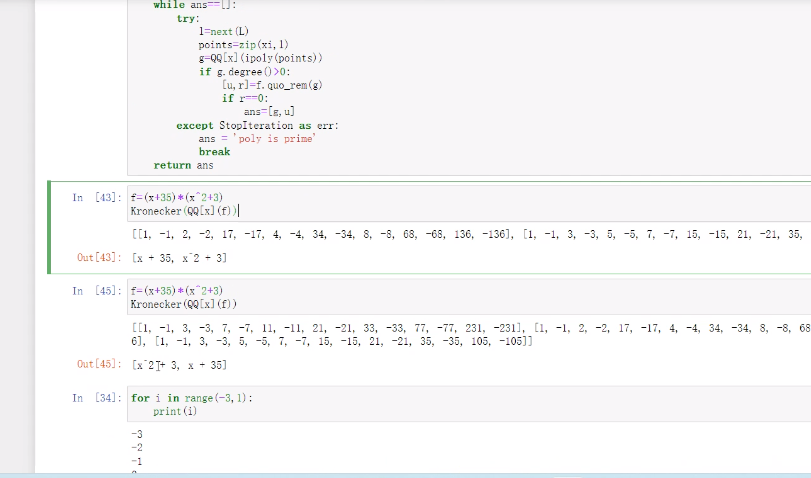 while ans==[]:
try:
l=next(L)
points=zip(xi,l)
g=QQ[x](ipoly(points))
if g.degree()>0:
[u,r]=f.quo_rem(g)
if r==0:
ans=[g,u]
except StopIteration as err:
ans = 'poly is prime'
break
return ans
In [43]: f=(x+35)*(x^2+3)
Kronecker(QQ[x](f))
[[1, -1, 2, -2, 17, -17, 4, -4, 34, -34, 8, -8, 68, -68, 136, -136], [1, -1, 3, -3, 5, -5, 7, -7, 15, -15, 21, -21, 35,
Out[43]: [x + 35, x^2 + 3]
In [45]: f=(x+35)*(x^2+3)
Kronecker(QQ[x](f))
[[1, -1, 3, -3, 7, -7, 11, -11, 21, -21, 33, -33, 77, -77, 231, -231], [1, -1, 2, -2, 17, -17, 4, -4, 34, -34, 8, -8, 68
6], [1, -1, 3, -3, 5, -5, 7, -7, 15, -15, 21, -21, 35, -35, 105, -105]]
Out[45]: [x^2 + 3, x + 35]
In [34]: for i in range(-3,1):
print(i)
-3
-2
-1